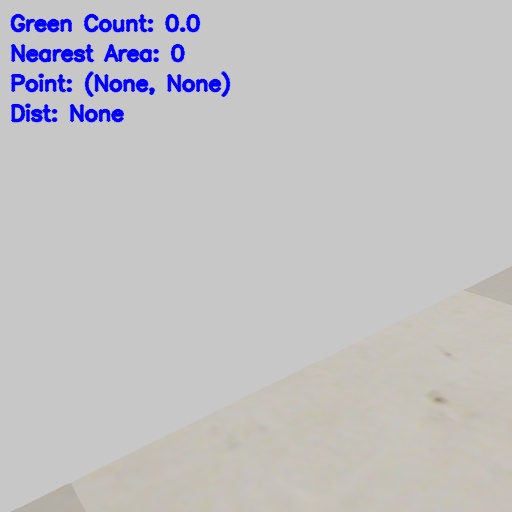 Green Count: 0.0
Nearest Area: 0
Point: (None, None)
Dist: None